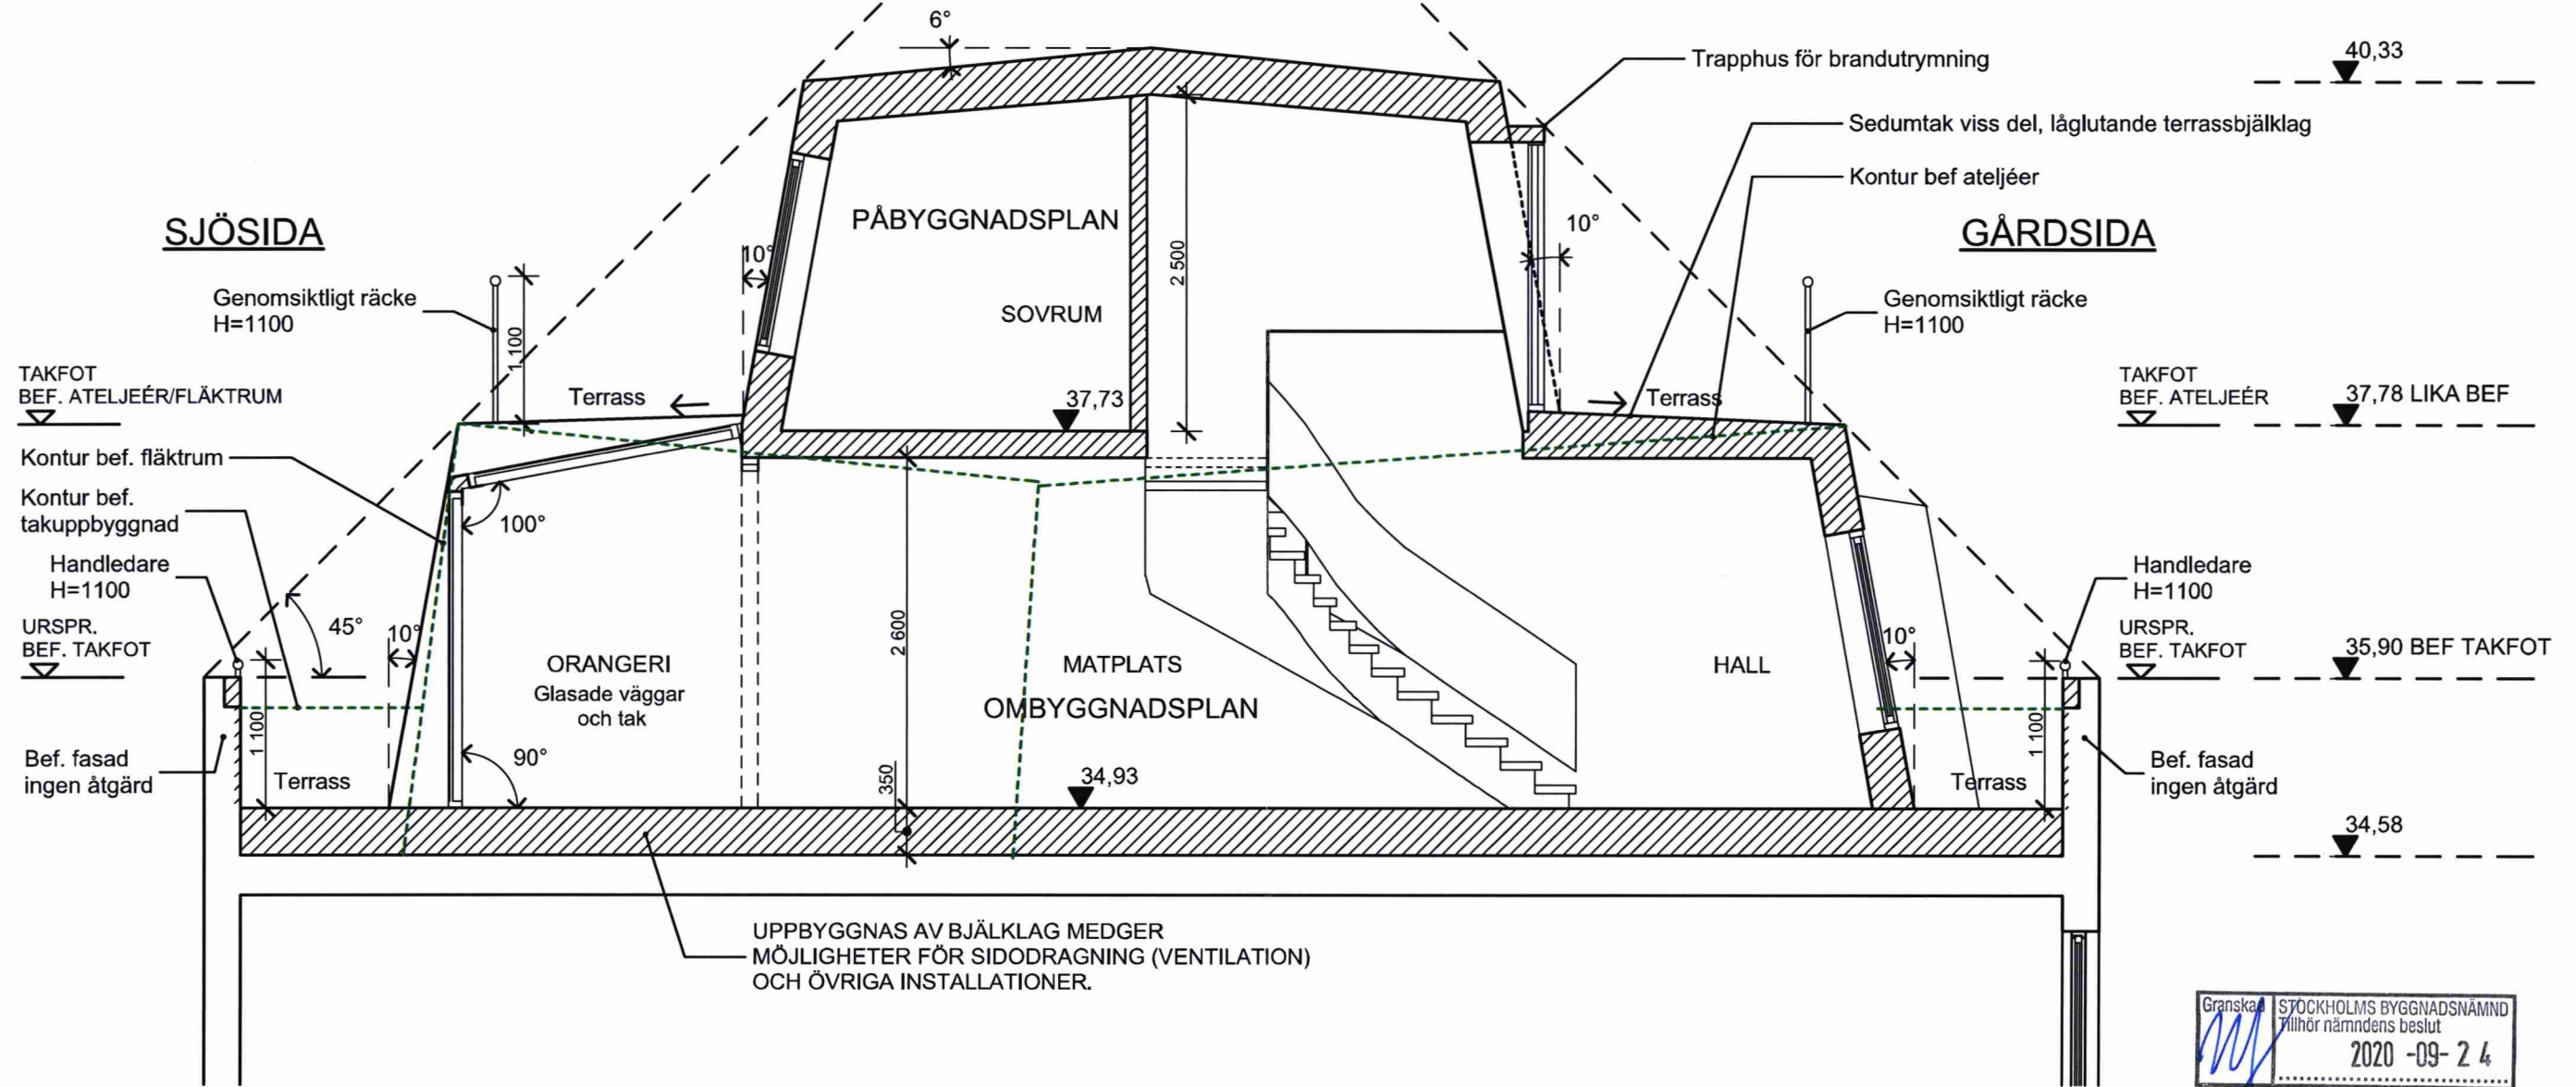 6°
Trapphus för brandutrymning
40,33
Sedumtak viss del, låglutande terrassbjälklag
Kontur bef ateljéer
SJÖSIDA
PÅBYGGNADSPLAN
10°
10°
GÅRDSIDA
2 500
Genomsiktligt räcke
H=1100
1 100
SOVRUM
Genomsiktligt räcke
H=1100
TAKFOT
BEF. ATELJEÉR/FLÄKTRUM
Terrass
37,73
Terrass
TAKFOT
BEF. ATELJEÉR
37,78 LIKA BEF
Kontur bef. fläktrum
Kontur bef.
takuppbyggnad
100°
Handledare
H=1100
Handledare
H=1100
URSPR.
BEF. TAKFOT
45°
10°
2 600
10°
URSPR.
BEF. TAKFOT
35,90 BEF TAKFOT
ORANGERI
Glasade väggar
och tak
MATPLATS
OMBYGGNADSPLAN
HALL
1 100
1 100
Bef. fasad
ingen åtgärd
Terrass
90°
350
34,93
Terrass
Bef. fasad
ingen åtgärd
34,58
UPPBYGGNAS AV BJÄLKLAG MEDGER
MÖJLIGHETER FÖR SIDODRAGNING (VENTILATION)
OCH ÖVRIGA INSTALLATIONER.
Granskad
STOCKHOLMS BYGGNADSNÄMND
Tillhör nämndens beslut
2020 -09- 2 4